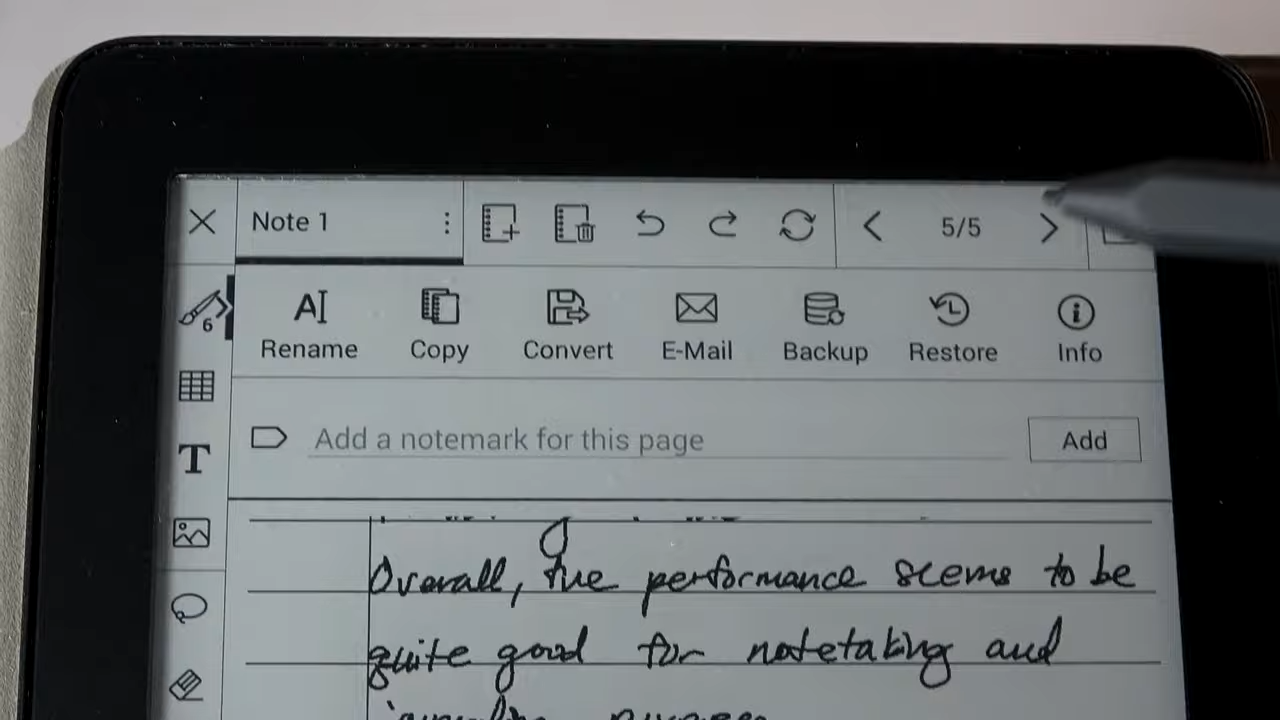 Note 1
5/5
6
Rename Copy Convert E-Mail Backup Restore Info
Add a notemark for this page Add
Overall, the performance seems to be
quite good for notetaking and